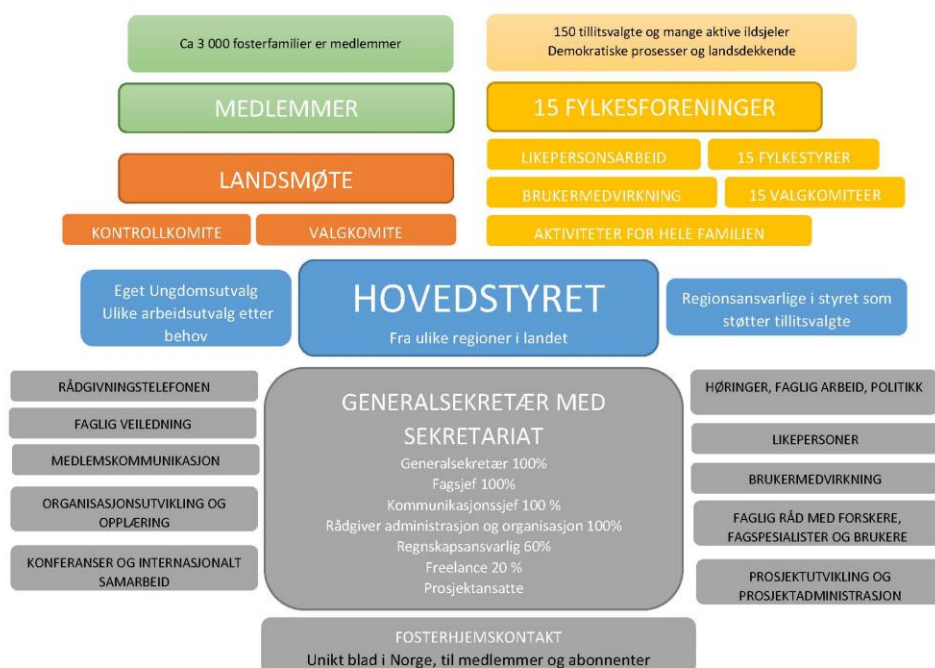 Ca 3 000 fosterfamilier er medlemmer
150 tillitsvalgte og mange aktive ildsjeler
Demokratiske prosesser og landsdekkende
MEDLEMMER
15 FYLKESFORENINGER
LIKEPERSONSARBEID
15 FYLKESTYRER
LANDSMØTE
BRUKERMEDVIRKNING
15 VALGKOMITEER
KONTROLLKOMITE
VALGKOMITE
AKTIVITETER FOR HELE FAMILIEN
Eget Ungdomsutvalg
Ulike arbeidsutvalg etter
behov
HOVEDSTYRET
Fra ulike regioner i landet
Regionsansvarlige i styret som
støtter tillitsvalgte
RÅDGIVNINGSTELEFONEN
FAGLIG VEILEDNING
MEDLEMSKOMMUNIKASJON
ORGANISASJONSUTVIKLING OG
OPPLÆRING
KONFERANSER OG INTERNASJONALT
SAMARBEID
GENERALSEKRETÆR MED
SEKRETARIAT
Generalsekretær 100%
Fagsjef 100%
Kommunikasjonssjef 100 %
Rådgiver administrasjon og organisasjon 100%
Regnskapsansvarlig 60%
Freelance 20 %
Prosjektansatte
HØRINGER, FAGLIG ARBEID, POLITIKK
LIKEPERSONER
BRUKERMEDVIRKNING
FAGLIG RÅD MED FORSKERE,
FAGSPESIALISTER OG BRUKERE
PROSJEKTUTVIKLING OG
PROSJEKTADMINISTRASJON
FOSTERHJEMSKONTAKT
Unikt blad i Norge, til medlemmer og abonnenter